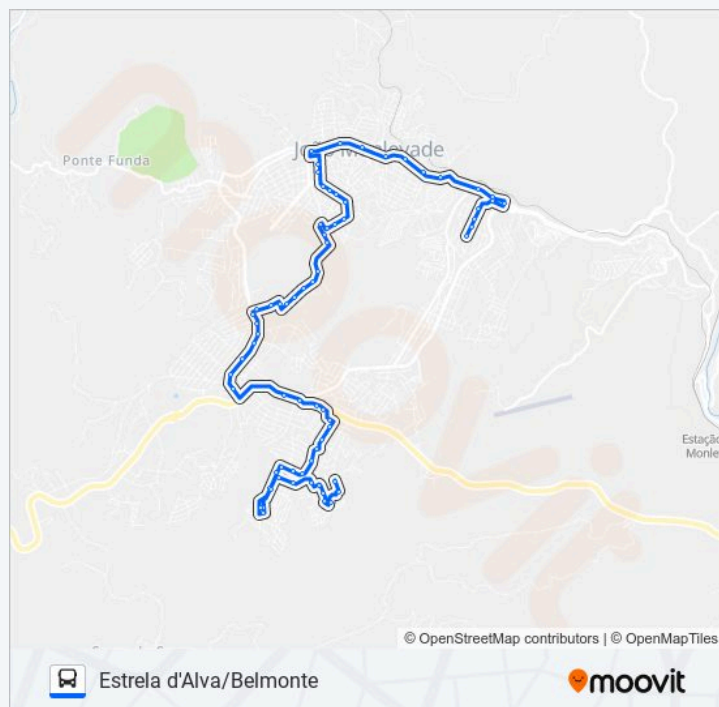 João Monlevade
Ponte Funda
Estação
Monle
© OpenStreetMap contributors | © OpenMapTiles
Estrela d'Alva/Belmonte
moovit